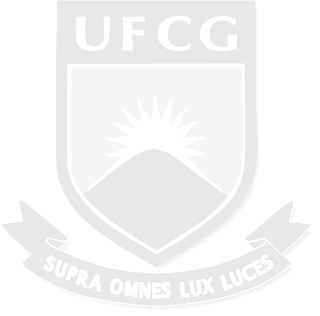 UFCG
SUPRA OMNES LUX LUCES